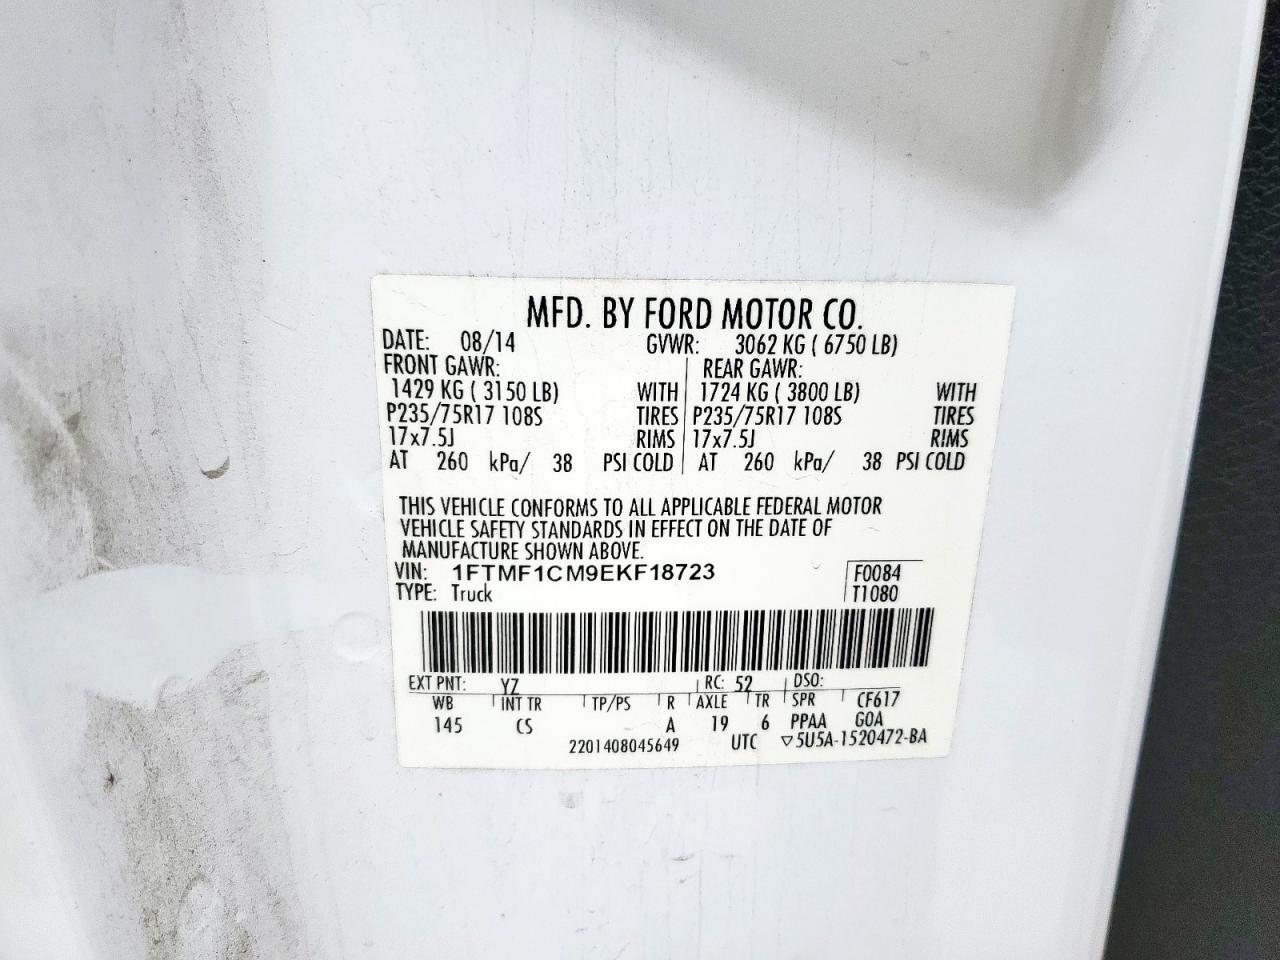 MFD. BY FORD MOTOR CO.
DATE: 08/14 GVWR: 3062 KG ( 6750 LB)
FRONT GAWR: REAR GAWR:
1429 KG ( 3150 LB) WITH 1724 KG ( 3800 LB) WITH
P235/75R17 108S TIRES P235/75R17 108S TIRES
17x7.5J RIMS 17x7.5J RIMS
AT 260 kPa/ 38 PSI COLD AT 260 kPa/ 38 PSI COLD
THIS VEHICLE CONFORMS TO ALL APPLICABLE FEDERAL MOTOR
VEHICLE SAFETY STANDARDS IN EFFECT ON THE DATE OF
MANUFACTURE SHOWN ABOVE.
VIN: 1FTMF1CM9EKF18723 F0084
TYPE: Truck T1080
EXT PNT: YZ RC: 52 DSO:
WB INT TR TP/PS R AXLE TR SPR CF617
145 CS A 19 6 PPAA GOA
2201408045649 UTC ▽5U5A-1520472-BA